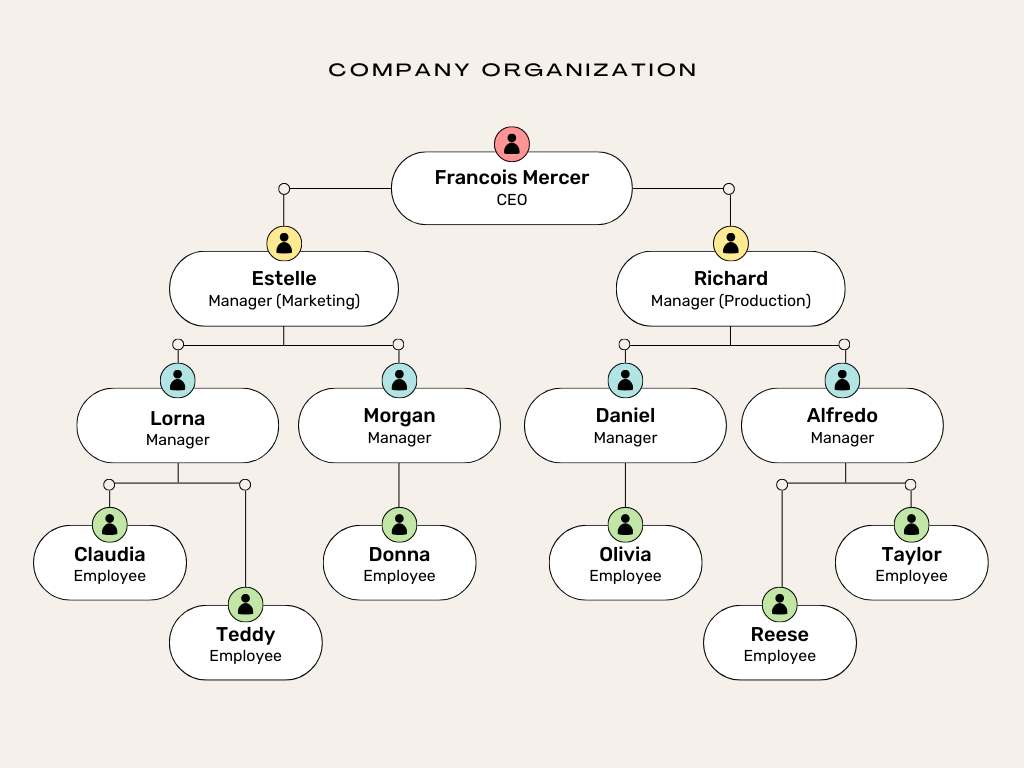 COMPANY ORGANIZATION
Francois Mercer
CEO
Estelle
Manager (Marketing)
Richard
Manager (Production)
Lorna
Manager
Morgan
Manager
Daniel
Manager
Alfredo
Manager
Claudia
Employee
Donna
Employee
Olivia
Employee
Taylor
Employee
Teddy
Employee
Reese
Employee